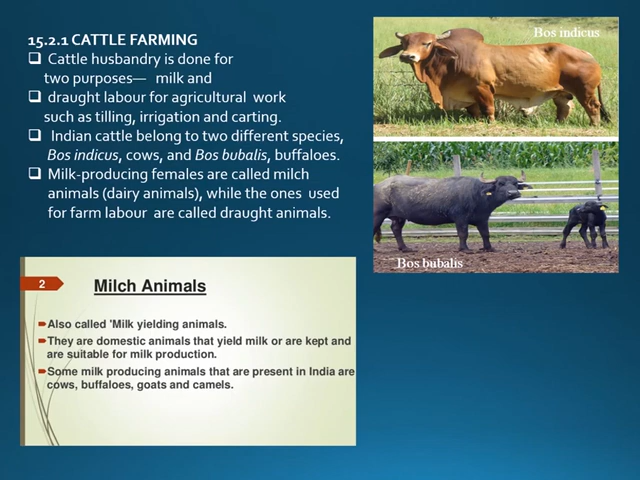 15.2.1 CATTLE FARMING
Cattle husbandry is done for
two purposes— milk and
draught labour for agricultural work
such as tilling, irrigation and carting.
Indian cattle belong to two different species,
Bos indicus, cows, and Bos bubalis, buffaloes.
Milk-producing females are called milch
animals (dairy animals), while the ones used
for farm labour are called draught animals.
Bos indicus
Bos bubalis
2
Milch Animals
Also called 'Milk yielding animals.
They are domestic animals that yield milk or are kept and
are suitable for milk production.
Some milk producing animals that are present in India are
cows, buffaloes, goats and camels.